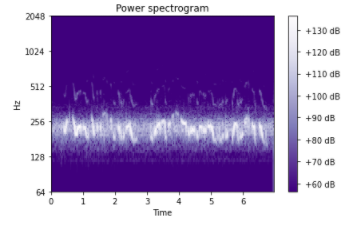 Power spectrogram
2048
1024
512
256
128
64
Hz
0 1 2 3 4 5 6
Time
+130 dB
+120 dB
+110 dB
+100 dB
+90 dB
+80 dB
+70 dB
+60 dB